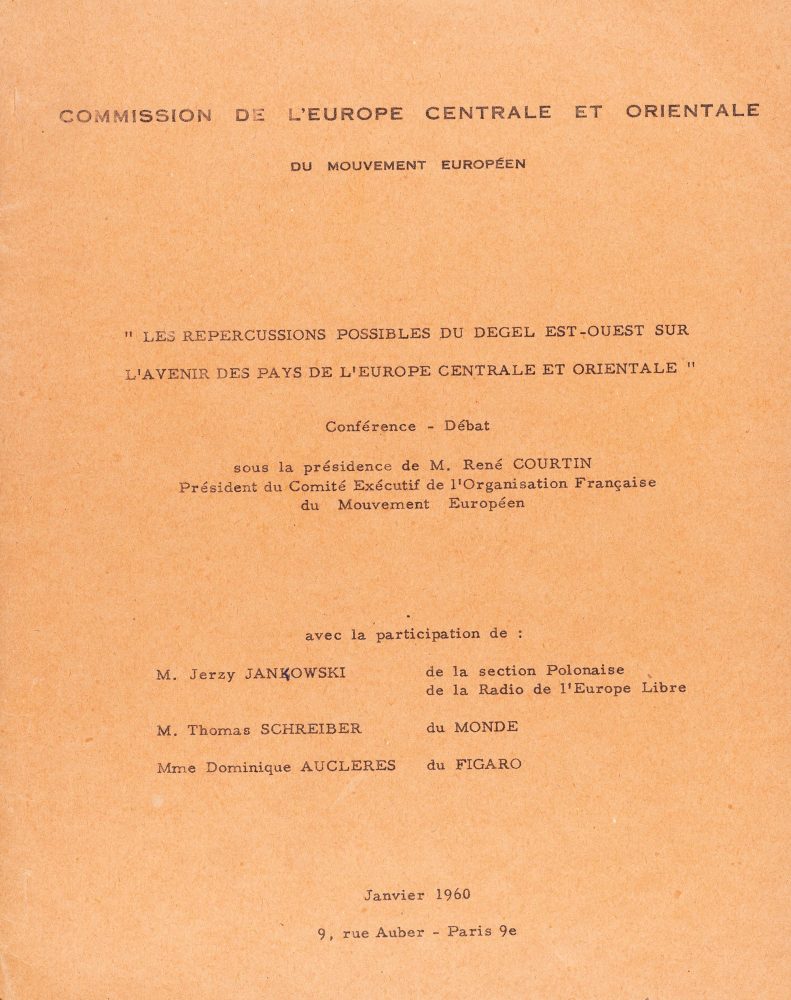 COMMISSION DE L'EUROPE CENTRALE ET ORIENTALE
DU MOUVEMENT EUROPÉEN
" LES REPERCUSSIONS POSSIBLES DU DEGEL EST-OUEST SUR
L'AVENIR DES PAYS DE L'EUROPE CENTRALE ET ORIENTALE "
Conférence - Débat
sous la présidence de M. René COURTIN
Président du Comité Exécutif de l'Organisation Française
du Mouvement Européen
avec la participation de :
M. Jerzy JANKOWSKI de la section Polonaise
de la Radio de l'Europe Libre
M. Thomas SCHREIBER du MONDE
Mme Dominique AUCLERES du FIGARO
Janvier 1960
9, rue Auber - Paris 9e